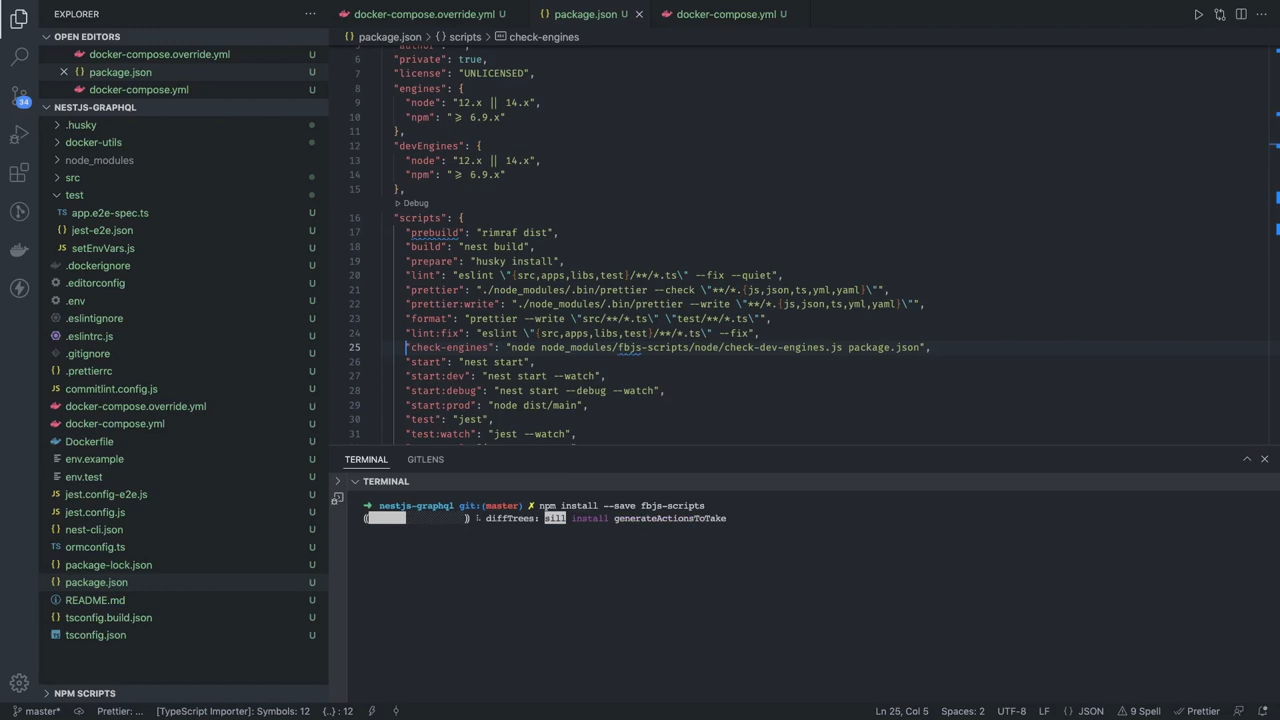 EXPLORER
OPEN EDITORS
docker-compose.override.yml U
package.json U
docker-compose.yml U
NESTJS-GRAPHQL
.husky
docker-utils
node_modules
src
test
app.e2e-spec.ts U
jest-e2e.json U
setEnvVars.js U
.dockerignore U
.editorconfig U
.env U
.eslintignore U
.eslintrc.js U
.gitignore U
.prettierrc U
commitlint.config.js U
docker-compose.override.yml U
docker-compose.yml U
Dockerfile U
env.example U
env.test U
jest.config-e2e.js U
jest.config.js U
nest-cli.json U
ormconfig.ts U
package-lock.json U
package.json U
README.md U
tsconfig.build.json U
tsconfig.json U
NPM SCRIPTS
34
docker-compose.override.yml U
package.json U
docker-compose.yml U
package.json > scripts > check-engines
6 "private": true,
7 "license": "UNLICENSED",
8 "engines": {
9 "node": "12.x || 14.x",
10 "npm": "≥ 6.9.x"
11 },
12 "devEngines": {
13 "node": "12.x || 14.x",
14 "npm": "≥ 6.9.x"
15 },
Debug
16 "scripts": {
17 "prebuild": "rimraf dist",
18 "build": "nest build",
19 "prepare": "husky install",
20 "lint": "eslint \"{src,apps,libs,test}/**/*.ts\" --fix --quiet",
21 "prettier": "./node_modules/.bin/prettier --check \"**/*.{js,json,ts,yml,yaml}\"",
22 "prettier:write": "./node_modules/.bin/prettier --write \"**/*.{js,json,ts,yml,yaml}\"",
23 "format": "prettier --write \"src/**/*.ts\" \"test/**/*.ts\"",
24 "lint:fix": "eslint \"{src,apps,libs,test}/**/*.ts\" --fix",
25 "check-engines": "node node_modules/fbjs-scripts/node/check-dev-engines.js package.json",
26 "start": "nest start",
27 "start:dev": "nest start --watch",
28 "start:debug": "nest start --debug --watch",
29 "start:prod": "node dist/main",
30 "test": "jest",
31 "test:watch": "jest --watch",
TERMINAL GITLENS
TERMINAL
➜ nestjs-graphql git:(master) ✗ npm install --save fbjs-scripts
diffTrees: sill install generateActionsToTake
master* Prettier: ... [TypeScript Importer]: Symbols: 12 {..} : 12 Ln 25, Col 5 Spaces: 2 UTF-8 LF {} JSON 9 Spell Prettier